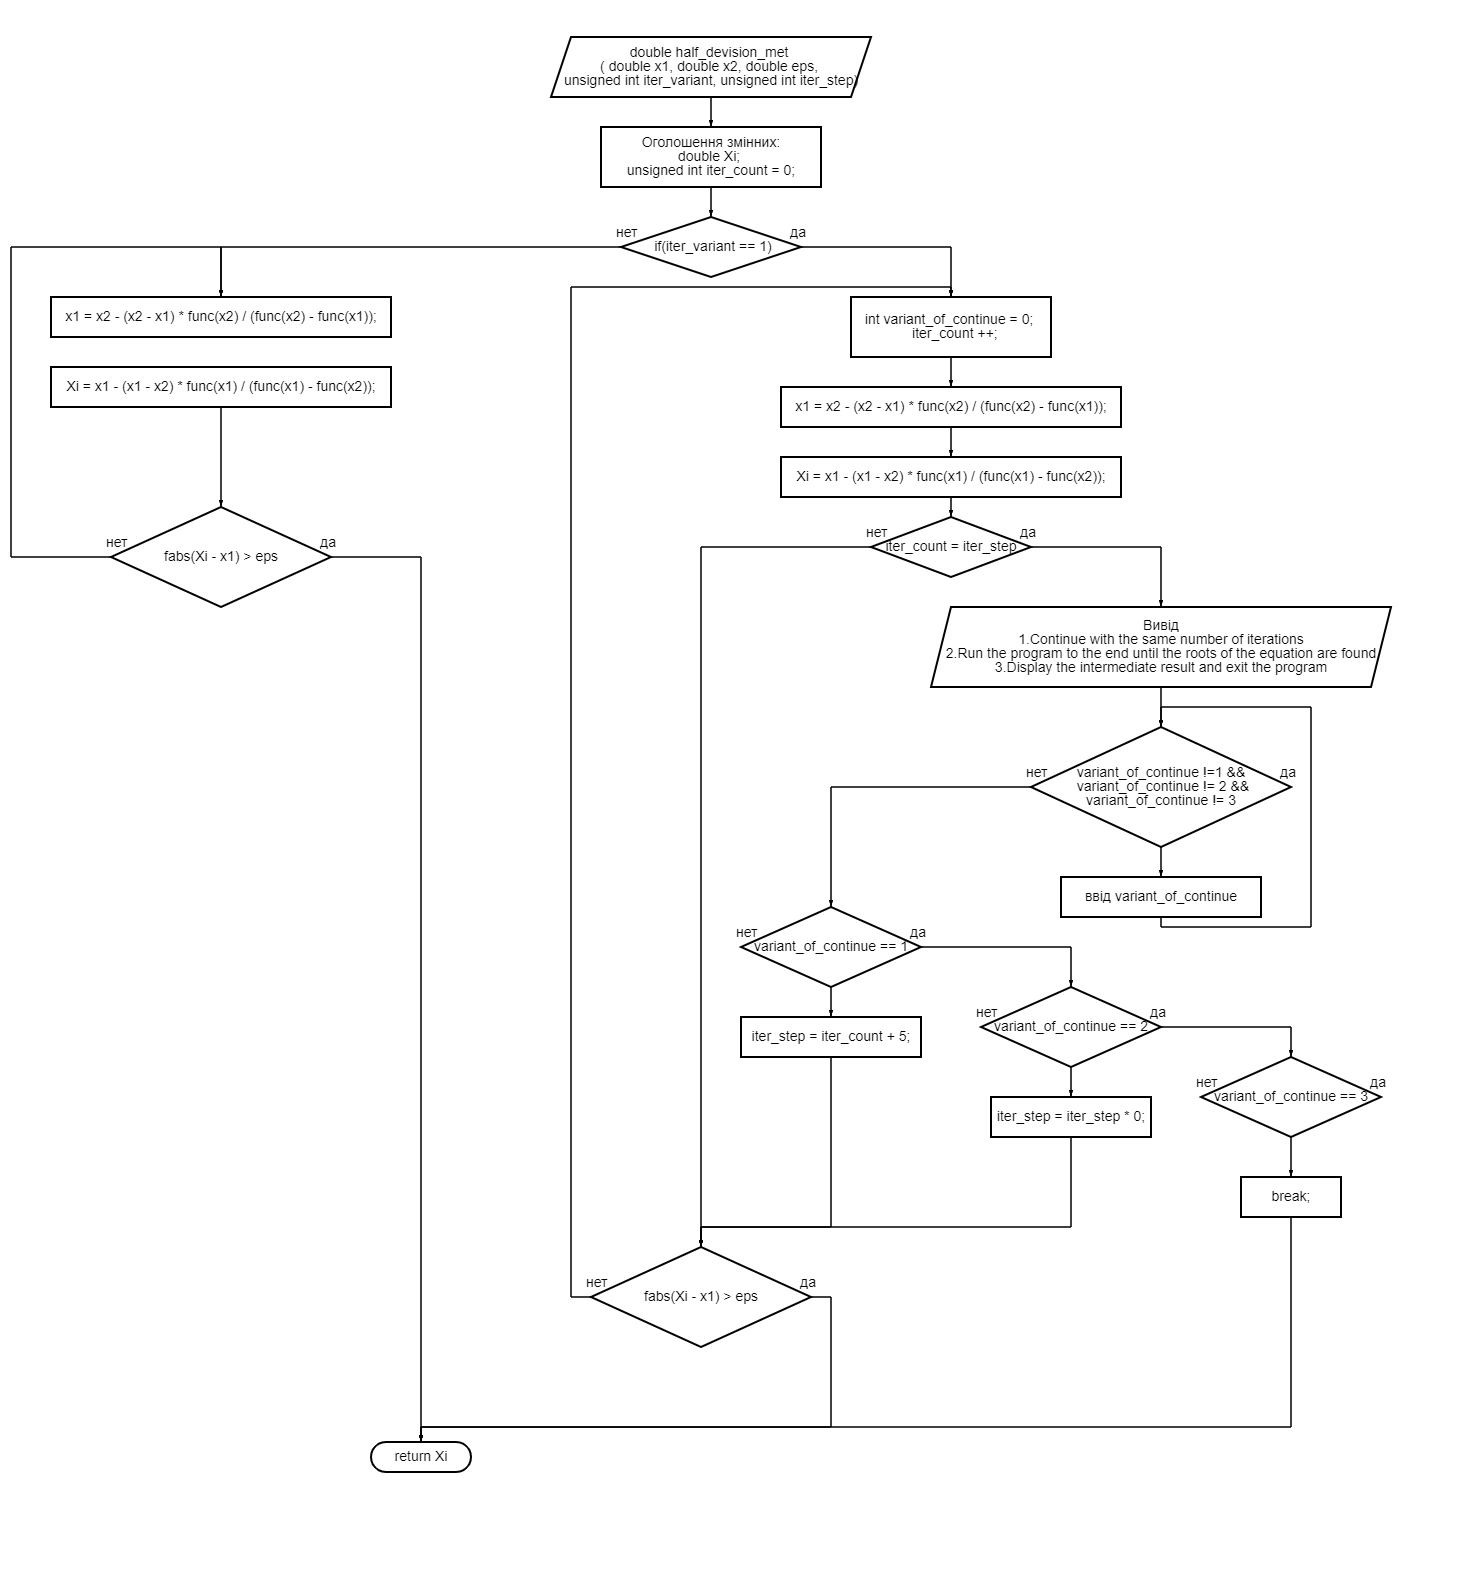 double half_devision_met
( double x1, double x2, double eps,
unsigned int iter_variant, unsigned int iter_step)
Оголошення змінних:
double Xi;
unsigned int iter_count = 0;
нет
да
if(iter_variant == 1)
x1 = x2 - (x2 - x1) * func(x2) / (func(x2) - func(x1));
Xi = x1 - (x1 - x2) * func(x1) / (func(x1) - func(x2));
нет
да
fabs(Xi - x1) > eps
int variant_of_continue = 0;
iter_count ++;
x1 = x2 - (x2 - x1) * func(x2) / (func(x2) - func(x1));
Xi = x1 - (x1 - x2) * func(x1) / (func(x1) - func(x2));
нет
да
iter_count = iter_step
Вивід
1.Continue with the same number of iterations
2.Run the program to the end until the roots of the equation are found
3.Display the intermediate result and exit the program
нет
да
variant_of_continue !=1 &&
variant_of_continue != 2 &&
variant_of_continue != 3
ввід variant_of_continue
нет
да
variant_of_continue == 1
iter_step = iter_count + 5;
нет
да
variant_of_continue == 2
iter_step = iter_step * 0;
нет
да
variant_of_continue == 3
break;
нет
да
fabs(Xi - x1) > eps
return Xi